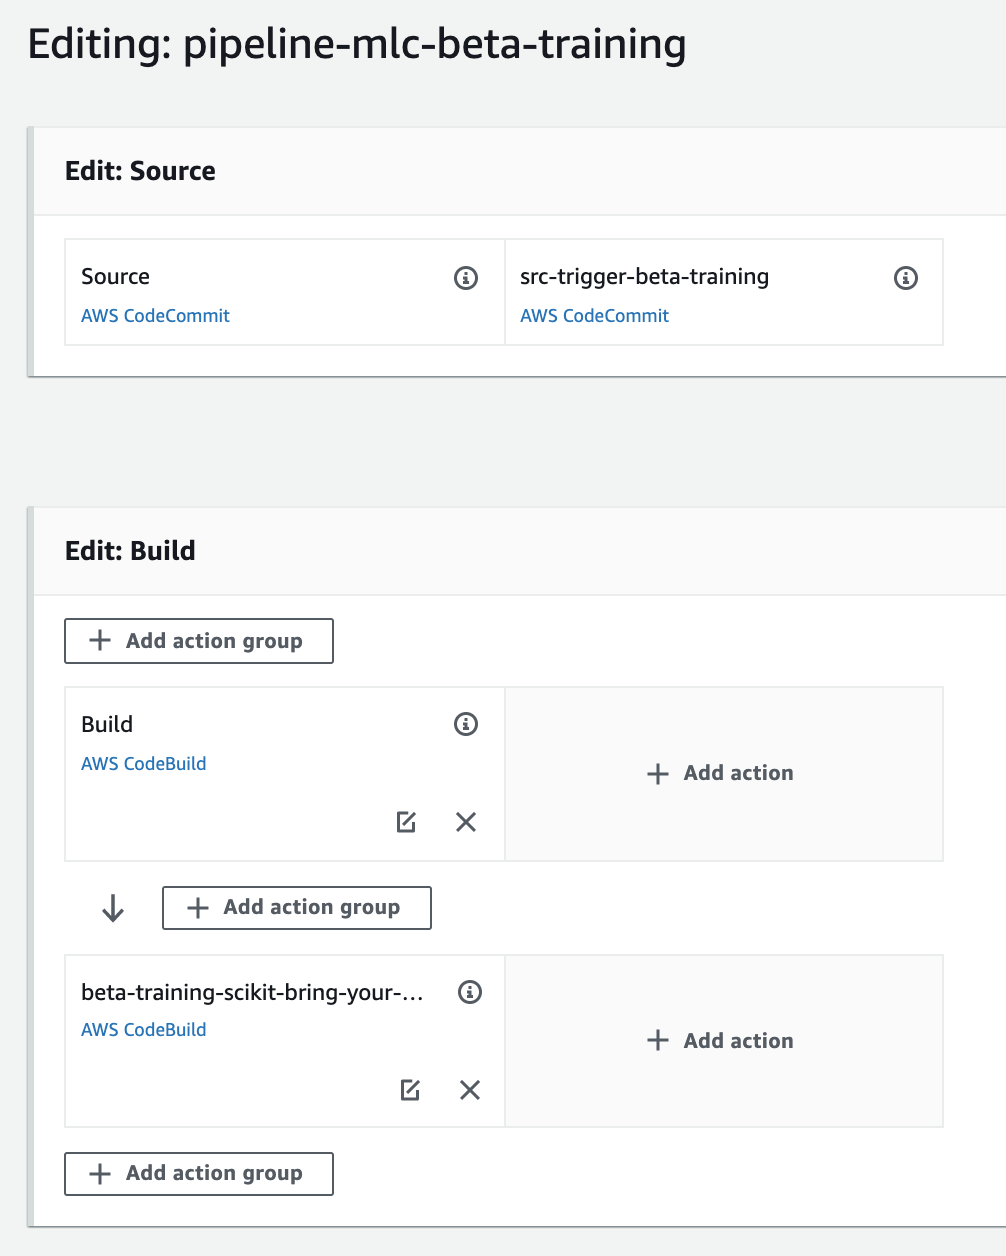 Editing: pipeline-mlc-beta-training
Edit: Source
Source
AWS CodeCommit
src-trigger-beta-training
AWS CodeCommit
Edit: Build
Add action group
Build
AWS CodeBuild
Add action
Add action group
beta-training-scikit-bring-your-...
AWS CodeBuild
Add action
Add action group